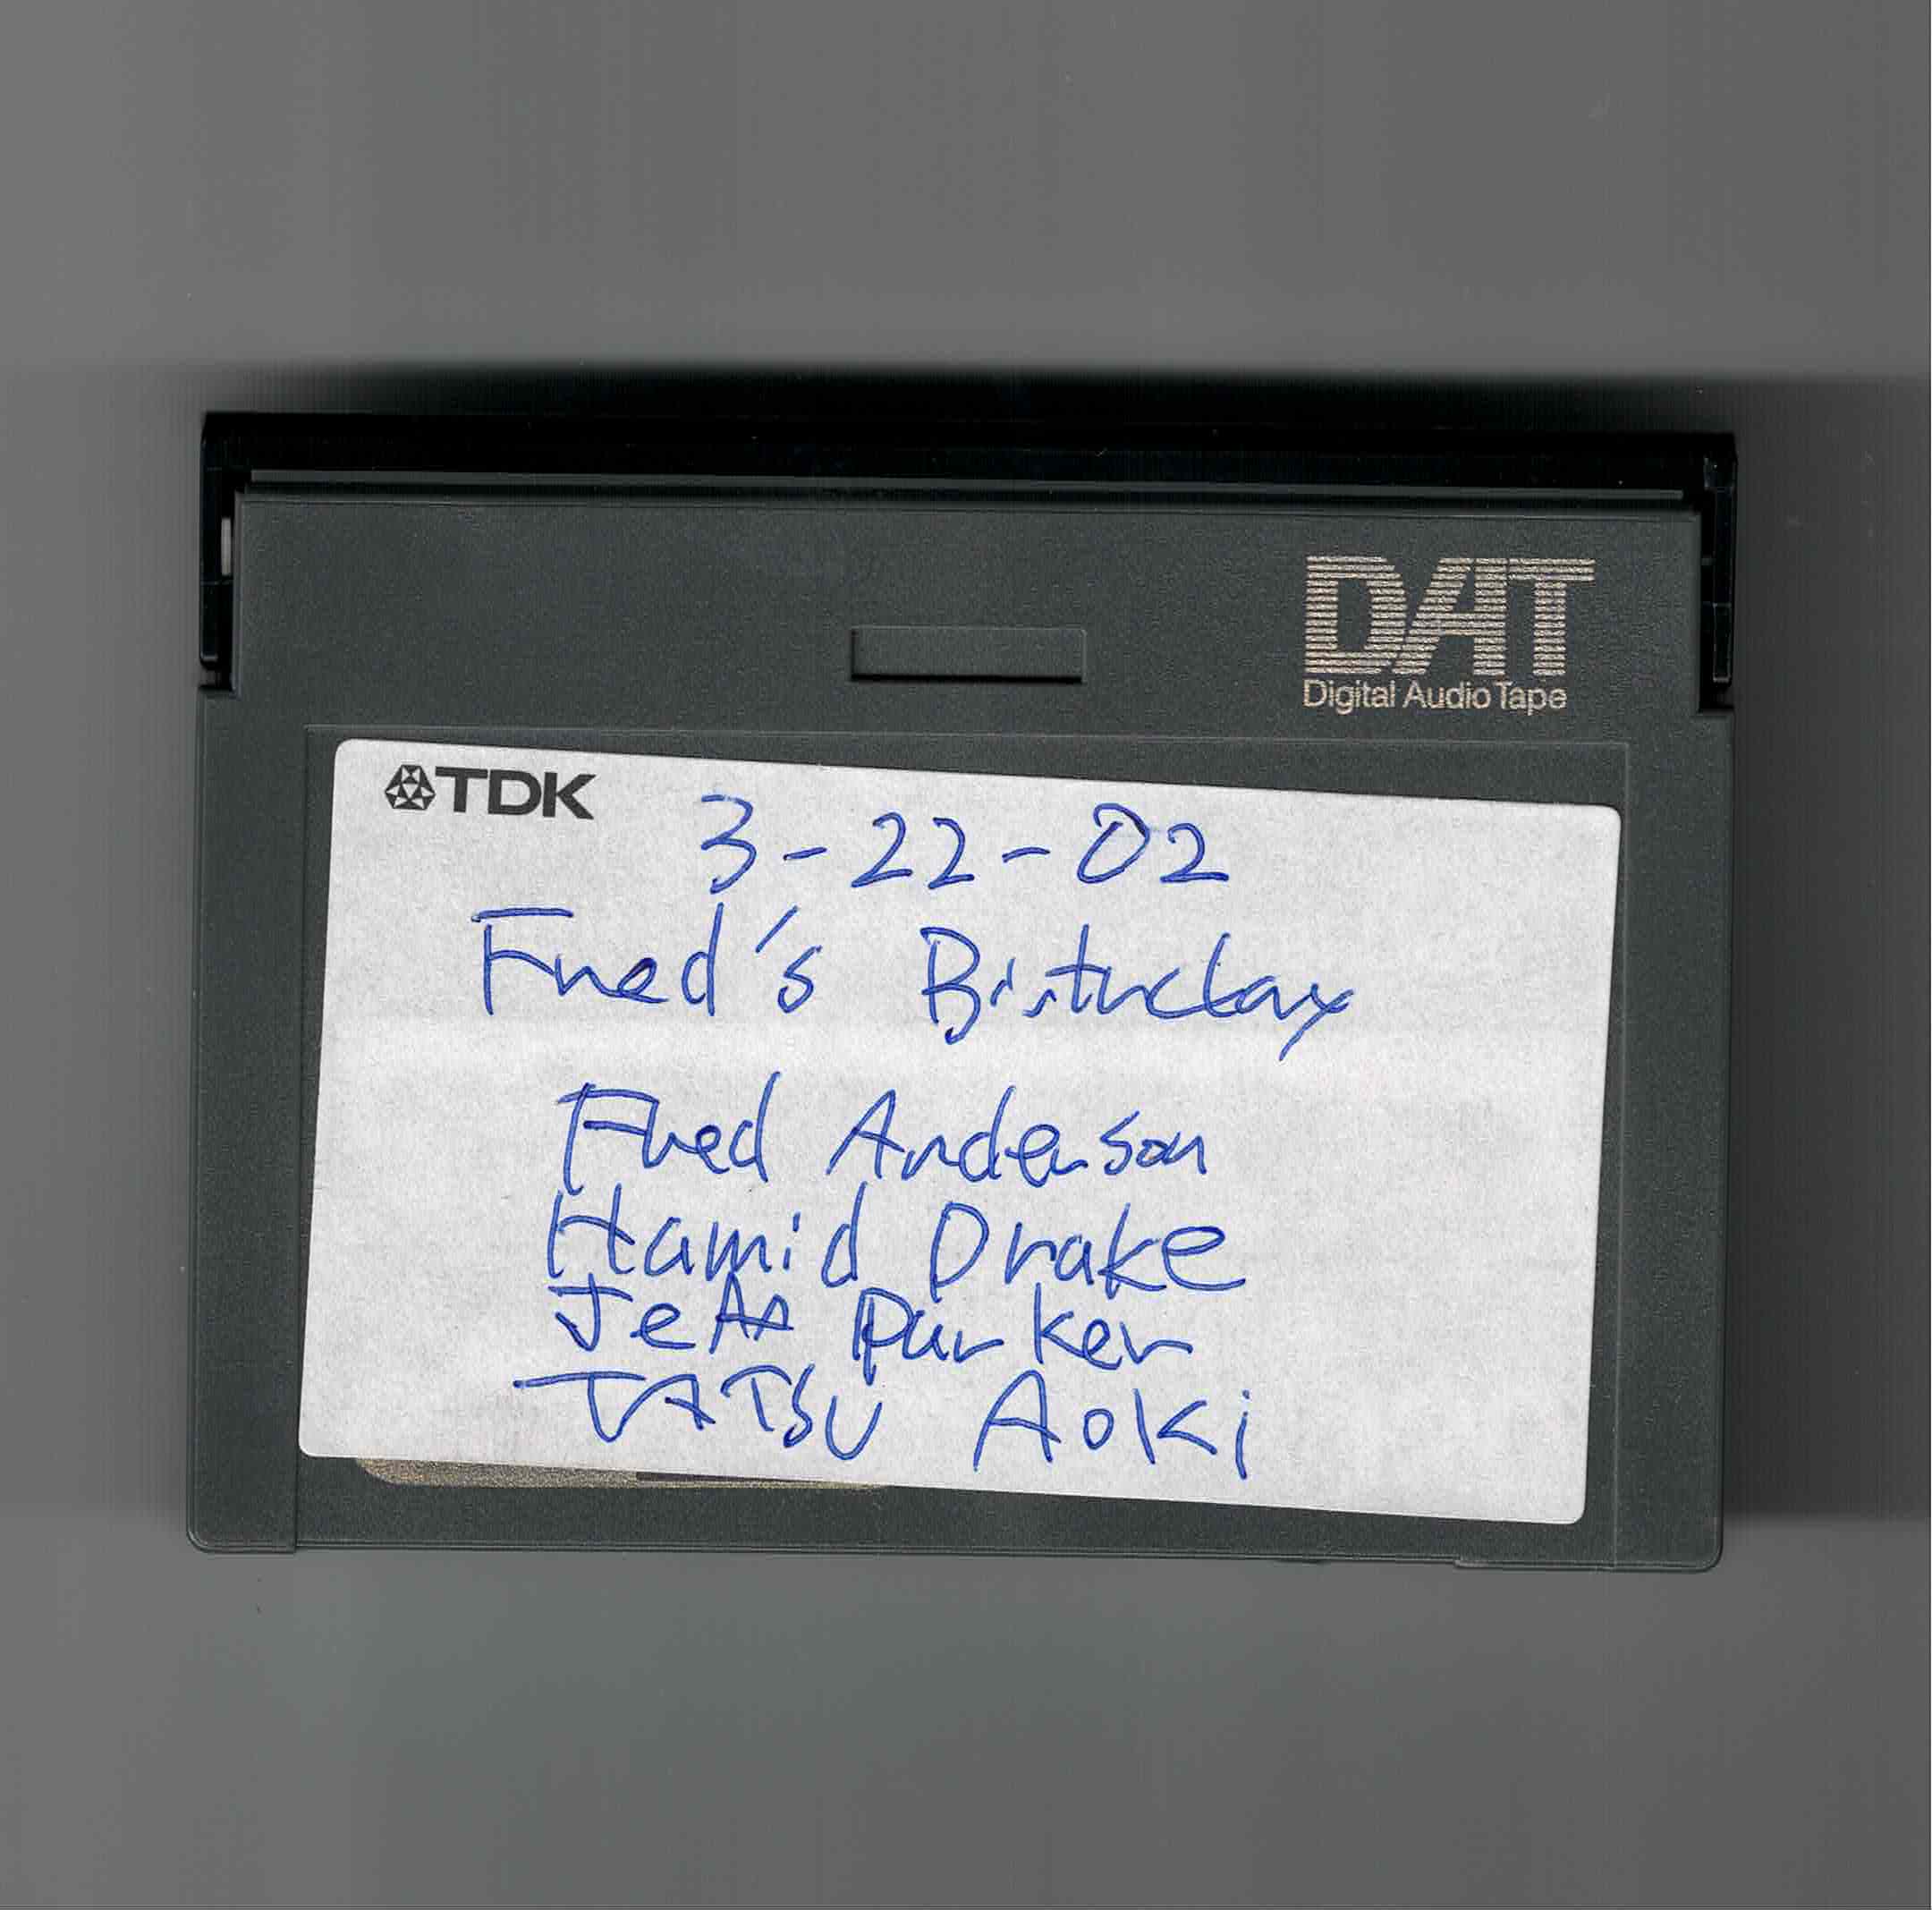 DAT
Digital Audio Tape
TDK
3-22-02
Fred's Birthday
Fred Anderson
Hamid Drake
Jeff Parker
TATSU AOKi